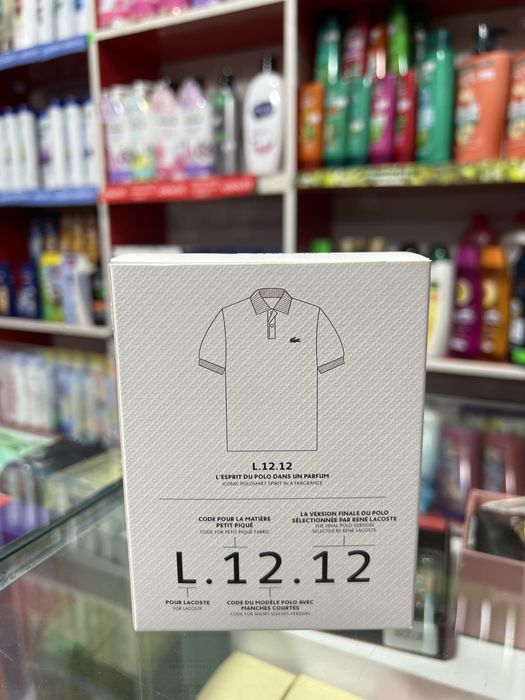 L.12.12
L'ESPRIT DU POLO DANS UN PARFUM
ICONIC POLOSHIRT SPIRIT IN A FRAGRANCE
CODE POUR LA MATIÈRE
PETIT PIQUÉ
CODE FOR PETIT PIQUÉ FABRIC
LA VERSION FINALE DU POLO
SÉLECTIONNÉE PAR RENÉ LACOSTE
THE FINAL POLO VERSION
SELECTED BY RENÉ LACOSTE
L.12.12
POUR LACOSTE
FOR LACOSTE
CODE DU MODÈLE POLO AVEC
MANCHES COURTES
CODE FOR SHORT SLEEVES VERSION